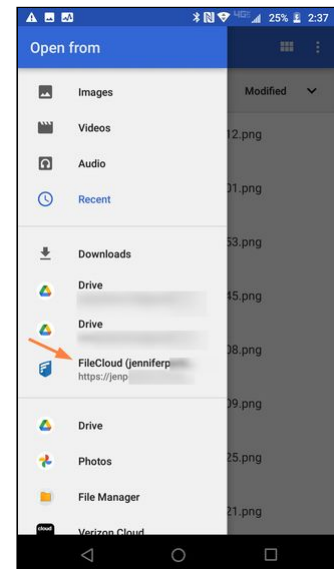 4G 25% 2:37
Open from
Images
Modified
Videos
12.png
Audio
01.png
Recent
53.png
Downloads
Drive
45.png
Drive
08.png
FileCloud (jenniferp
https://jenp
09.png
Drive
Photos
25.png
File Manager
21.png
cloud
Verizon Cloud